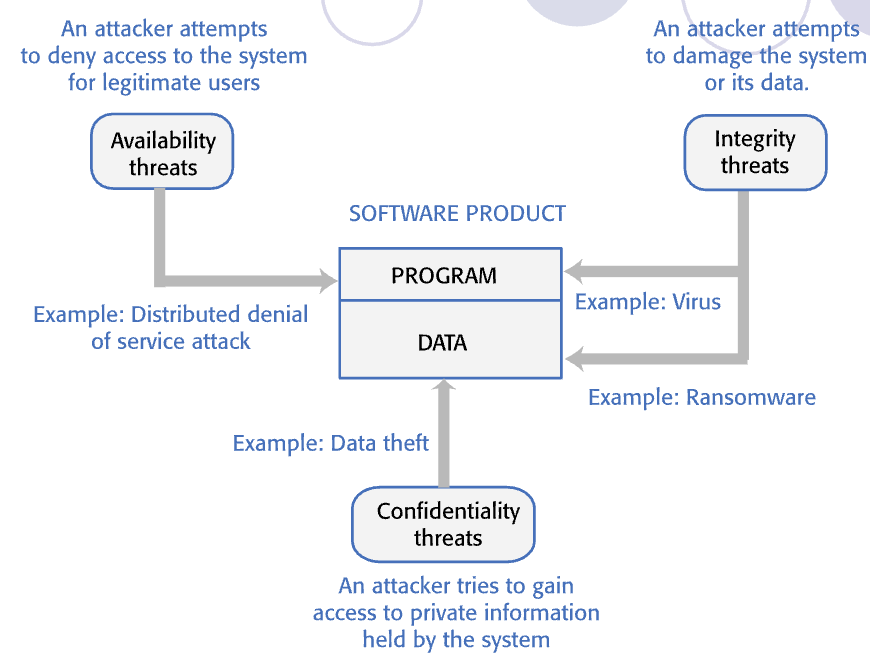 An attacker attempts
to deny access to the system
for legitimate users
An attacker attempts
to damage the system
or its data.
Availability
threats
Integrity
threats
SOFTWARE PRODUCT
PROGRAM
DATA
Example: Distributed denial
of service attack
Example: Virus
Example: Ransomware
Example: Data theft
Confidentiality
threats
An attacker tries to gain
access to private information
held by the system